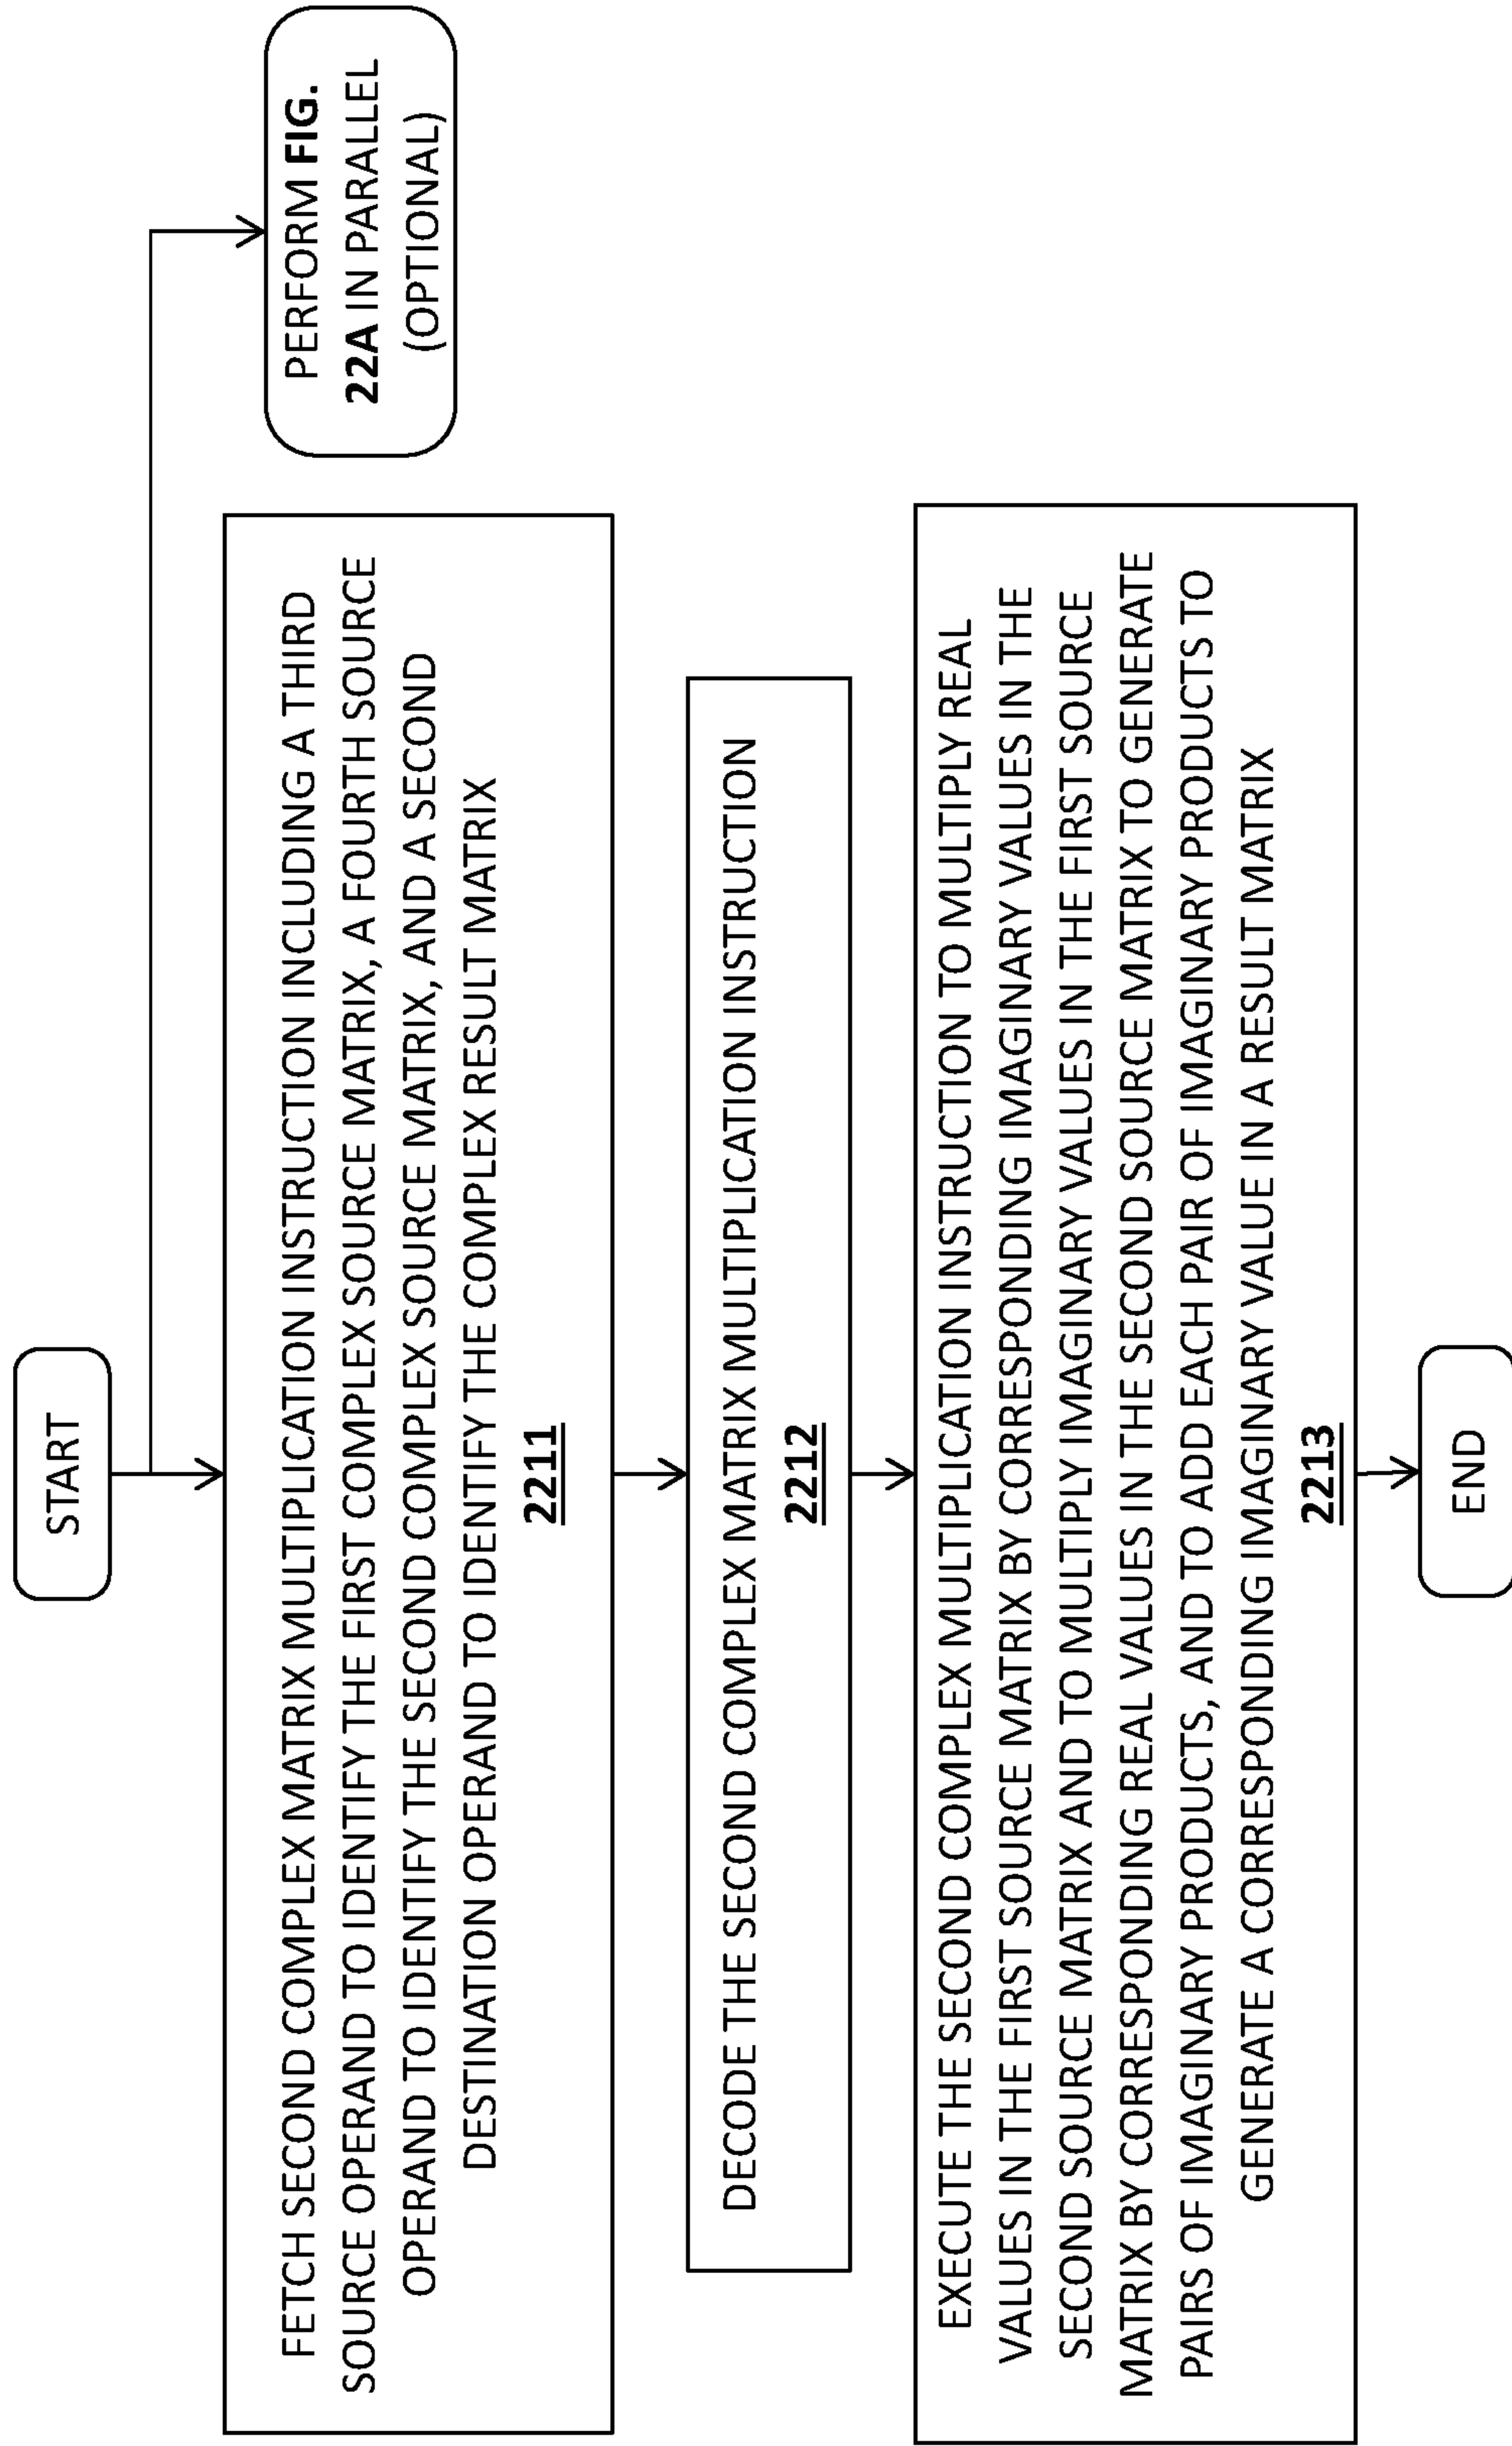 START
PERFORM FIG.
22A IN PARALLEL
(OPTIONAL)
FETCH SECOND COMPLEX MATRIX MULTIPLICATION INSTRUCTION INCLUDING A THIRD
SOURCE OPERAND TO IDENTIFY THE FIRST COMPLEX SOURCE MATRIX, A FOURTH SOURCE
OPERAND TO IDENTIFY THE SECOND COMPLEX SOURCE MATRIX, AND A SECOND
DESTINATION OPERAND TO IDENTIFY THE COMPLEX RESULT MATRIX
2211
DECODE THE SECOND COMPLEX MATRIX MULTIPLICATION INSTRUCTION
2212
EXECUTE THE SECOND COMPLEX MULTIPLICATION INSTRUCTION TO MULTIPLY REAL
VALUES IN THE FIRST SOURCE MATRIX BY CORRESPONDING IMAGINARY VALUES IN THE
SECOND SOURCE MATRIX AND TO MULTIPLY IMAGINARY VALUES IN THE FIRST SOURCE
MATRIX BY CORRESPONDING REAL VALUES IN THE SECOND SOURCE MATRIX TO GENERATE
PAIRS OF IMAGINARY PRODUCTS, AND TO ADD EACH PAIR OF IMAGINARY PRODUCTS TO
GENERATE A CORRESPONDING IMAGINARY VALUE IN A RESULT MATRIX
2213
END